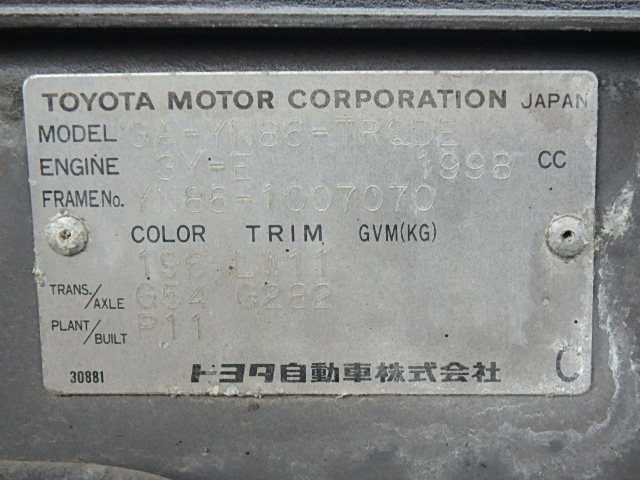 TOYOTA MOTOR CORPORATION JAPAN
MODEL GA-YN86-TRQDE
ENGINE 3Y-E 1998 CC
FRAME No. YN86-1007070
COLOR TRIM GVM(KG)
196 LW11
TRANS./AXLE G54 G282
PLANT/BUILT P11
30881 トヨタ自動車株式会社 C